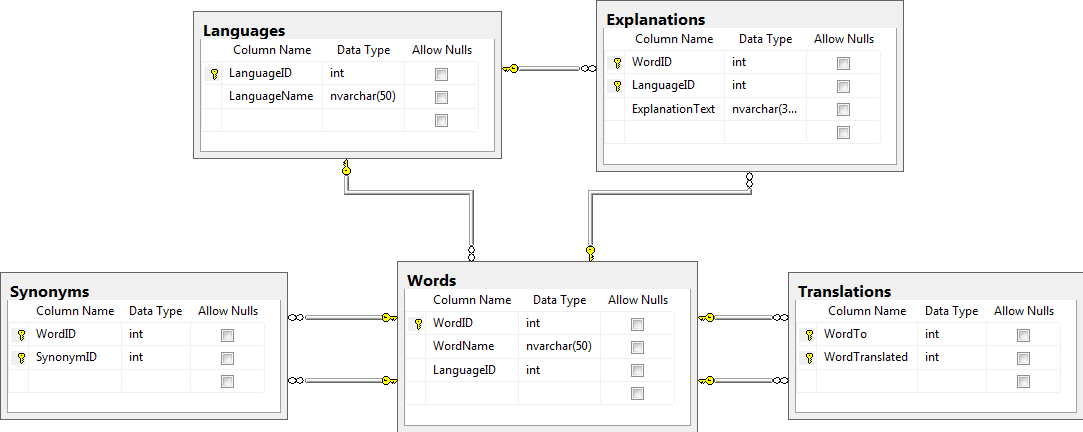 Languages
Column Name Data Type Allow Nulls
LanguageID int
LanguageName nvarchar(50)
Explanations
Column Name Data Type Allow Nulls
WordID int
LanguageID int
ExplanationText nvarchar(3...
Synonyms
Column Name Data Type Allow Nulls
WordID int
SynonymID int
Words
Column Name Data Type Allow Nulls
WordID int
WordName nvarchar(50)
LanguageID int
Translations
Column Name Data Type Allow Nulls
WordTo int
WordTranslated int